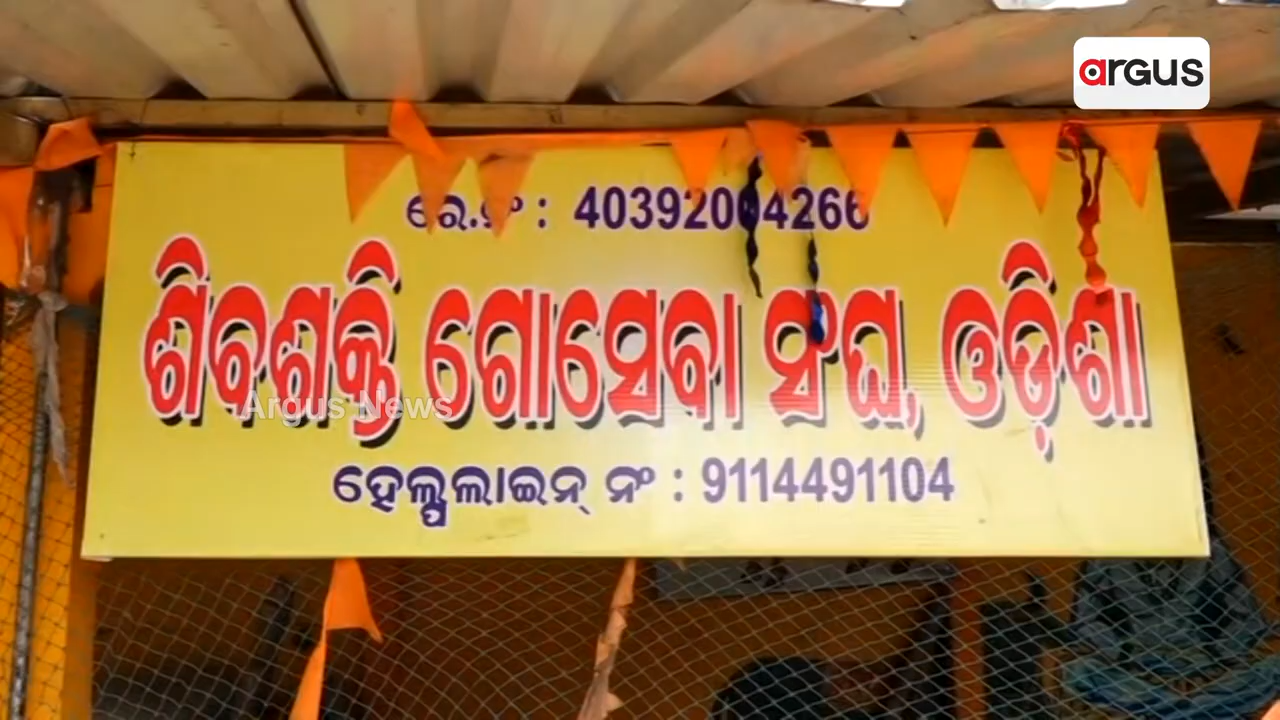 argus
ରେ.ନଂ : 40392004266
ଶିବଶକ୍ତି ଗୋସେବା ସଂଘ, ଓଡ଼ିଶା
Argus News
ହେଲ୍ପଲାଇନ୍ ନଂ : 9114491104